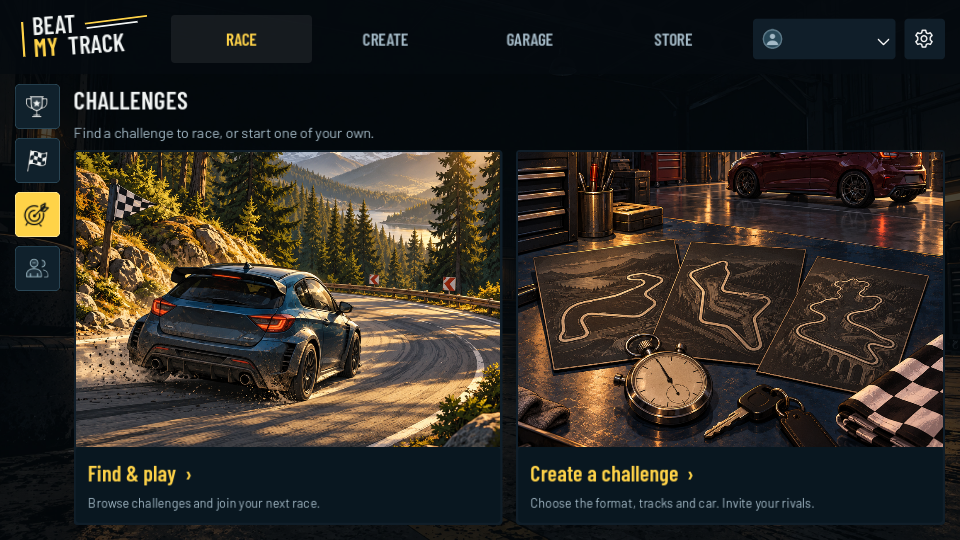 BEAT
MY TRACK
RACE
CREATE
GARAGE
STORE
CHALLENGES
Find a challenge to race, or start one of your own.
Find & play ›
Browse challenges and join your next race.
Create a challenge ›
Choose the format, tracks and car. Invite your rivals.